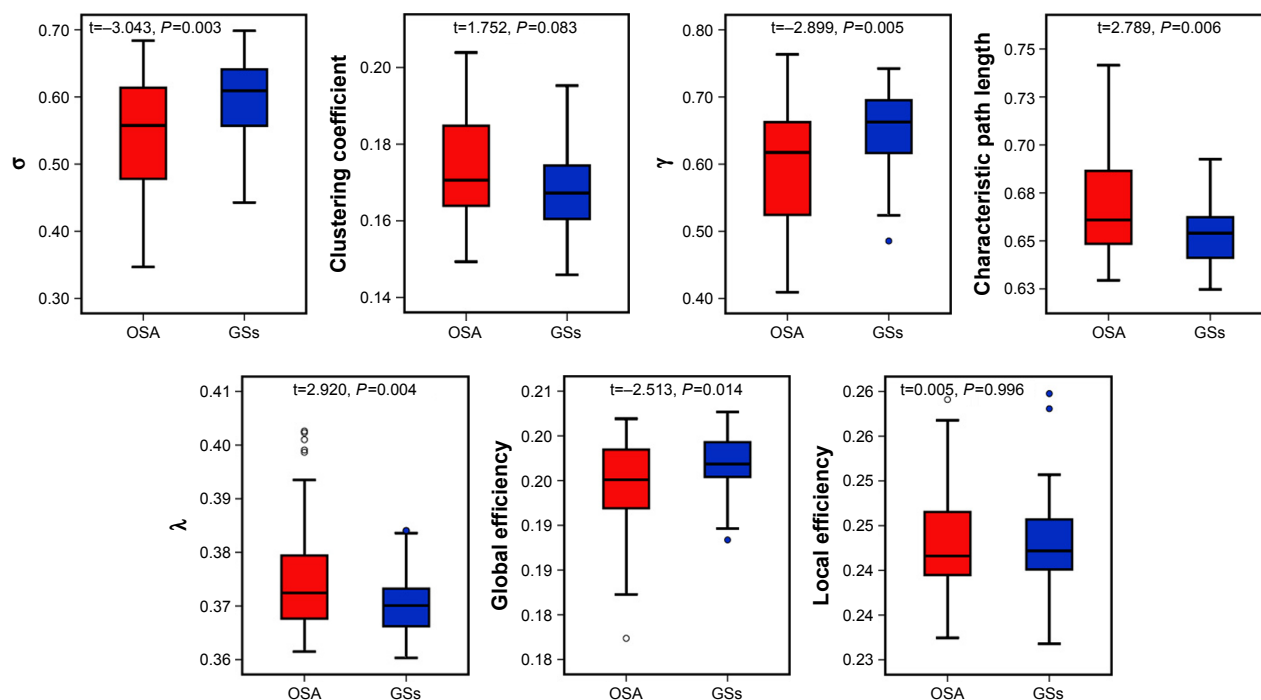 t=–3.043, P=0.003
σ
0.70
0.60
0.50
0.40
0.30
OSA
GSs
t=1.752, P=0.083
Clustering coefficient
0.20
0.18
0.16
0.14
OSA
GSs
t=–2.899, P=0.005
γ
0.80
0.70
0.60
0.50
0.40
OSA
GSs
t=2.789, P=0.006
Characteristic path length
0.75
0.73
0.70
0.68
0.65
0.63
OSA
GSs
t=2.920, P=0.004
λ
0.41
0.40
0.39
0.38
0.37
0.36
OSA
GSs
t=–2.513, P=0.014
Global efficiency
0.21
0.20
0.20
0.19
0.19
0.18
0.18
OSA
GSs
t=0.005, P=0.996
Local efficiency
0.26
0.26
0.25
0.25
0.24
0.24
0.23
OSA
GSs